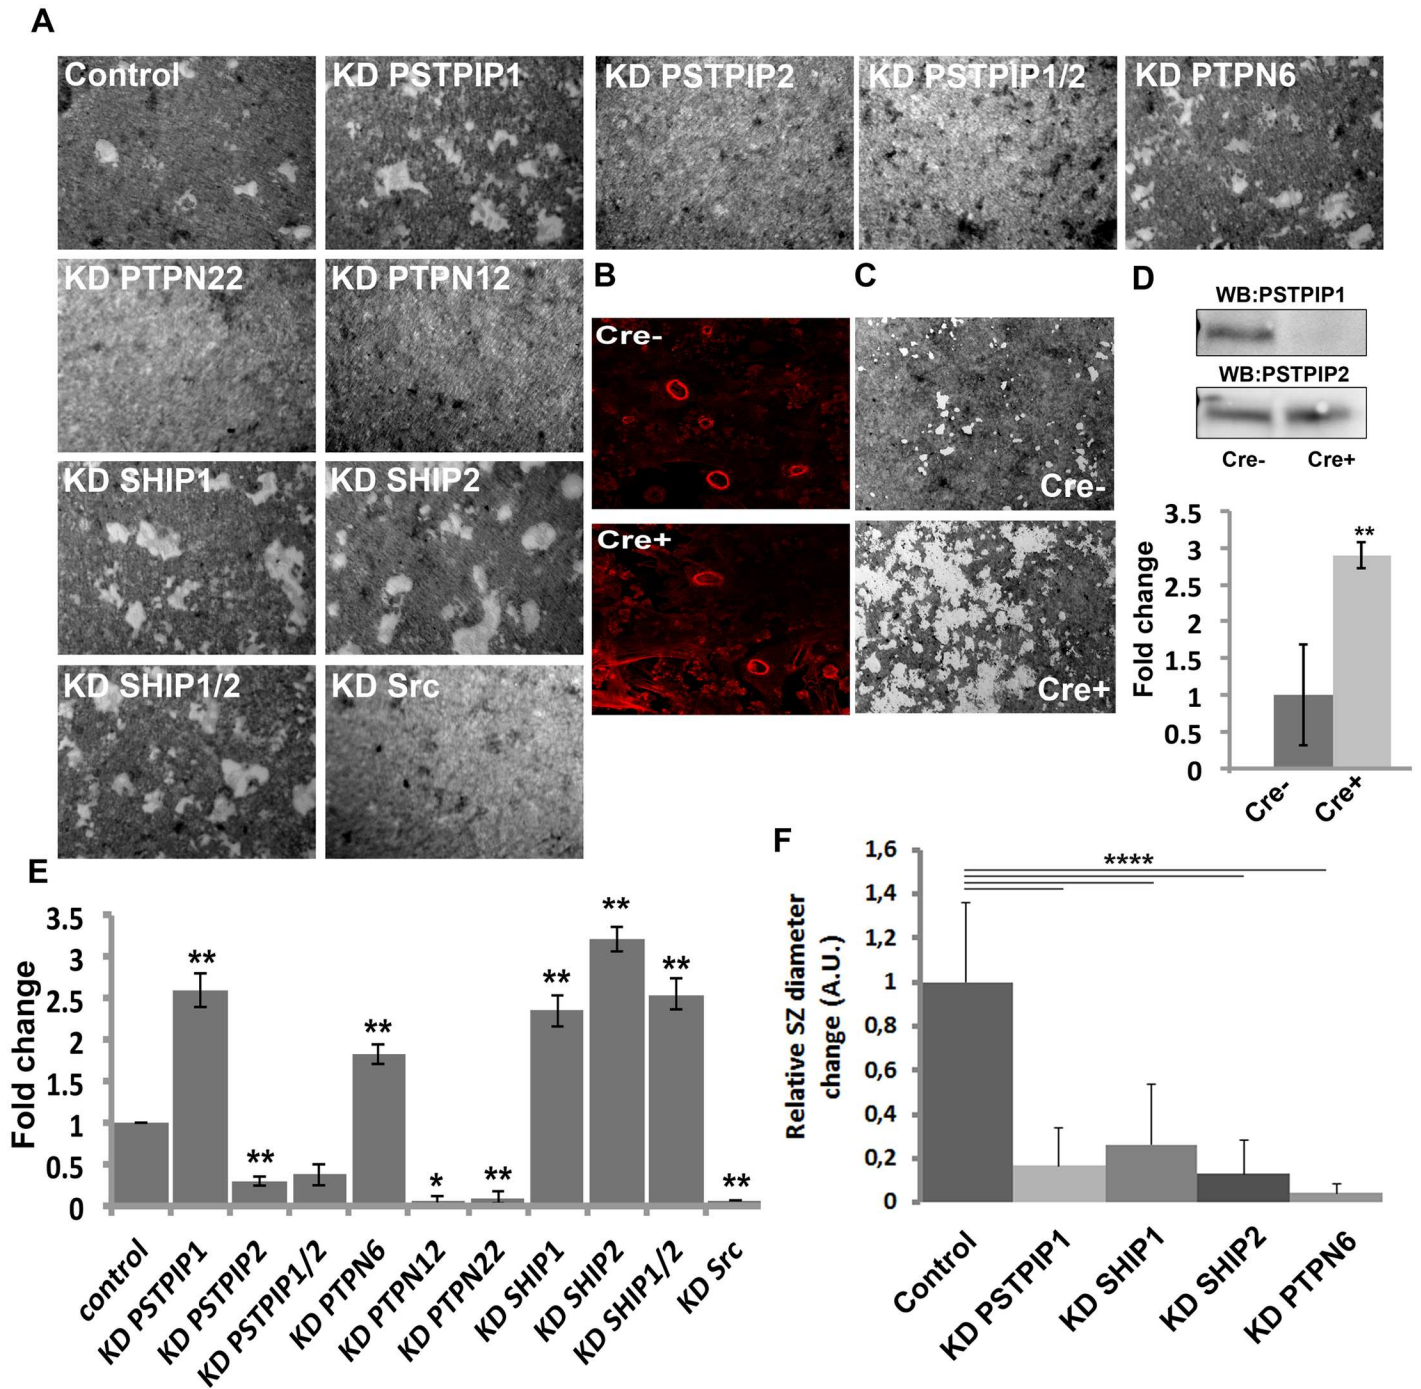 A
Control
KD PSTPIP1
KD PSTPIP2
KD PSTPIP1/2
KD PTPN6
KD PTPN22
KD PTPN12
KD SHIP1
KD SHIP2
KD SHIP1/2
KD Src
B
Cre-
Cre+
C
Cre-
Cre+
D
WB:PSTPIP1
WB:PSTPIP2
Cre- Cre+
Fold change
3.5
3
2.5
2
1.5
1
0.5
0
**
Cre-
Cre+
E
Fold change
3.5
3
2.5
2
1.5
1
0.5
0
**
**
**
*
**
**
**
**
**
control
KD PSTPIP1
KD PSTPIP2
KD PSTPIP1/2
KD PTPN6
KD PTPN12
KD PTPN22
KD SHIP1
KD SHIP2
KD SHIP1/2
KD Src
F
Relative SZ diameter
change (A.U.)
1,6
1,4
1,2
1
0,8
0,6
0,4
0,2
0
****
Control
KD PSTPIP1
KD SHIP1
KD SHIP2
KD PTPN6